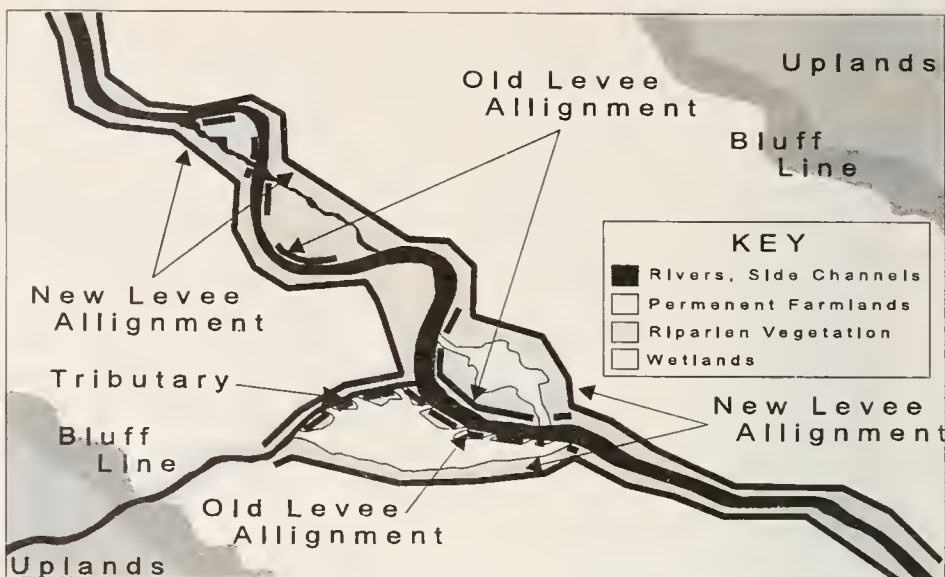 Old Levee
Allignment
Uplands
Bluff
Line
KEY
Rivers, Side Channels
Permenent Farmlands
Riparien Vegetation
Wetlands
New Levee
Allignment
Tributary
New Levee
Allignment
Bluff
Line
Old Levee
Allignment
Uplands